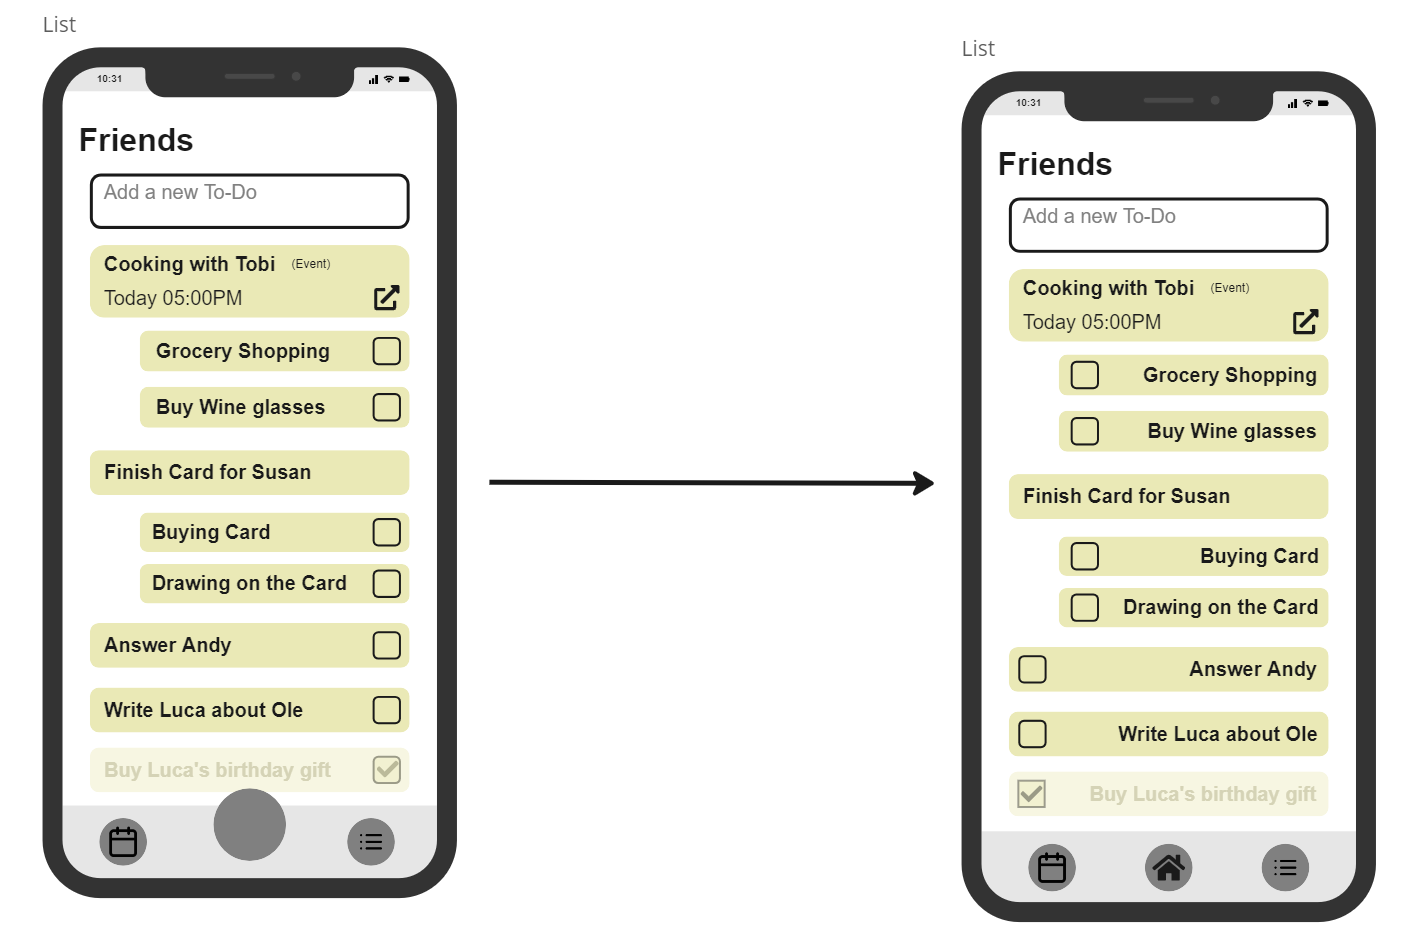 List
10:31
Friends
Add a new To-Do
Cooking with Tobi (Event)
Today 05:00PM
Grocery Shopping
Buy Wine glasses
Finish Card for Susan
Buying Card
Drawing on the Card
Answer Andy
Write Luca about Ole
Buy Luca's birthday gift
List
10:31
Friends
Add a new To-Do
Cooking with Tobi (Event)
Today 05:00PM
Grocery Shopping
Buy Wine glasses
Finish Card for Susan
Buying Card
Drawing on the Card
Answer Andy
Write Luca about Ole
Buy Luca's birthday gift